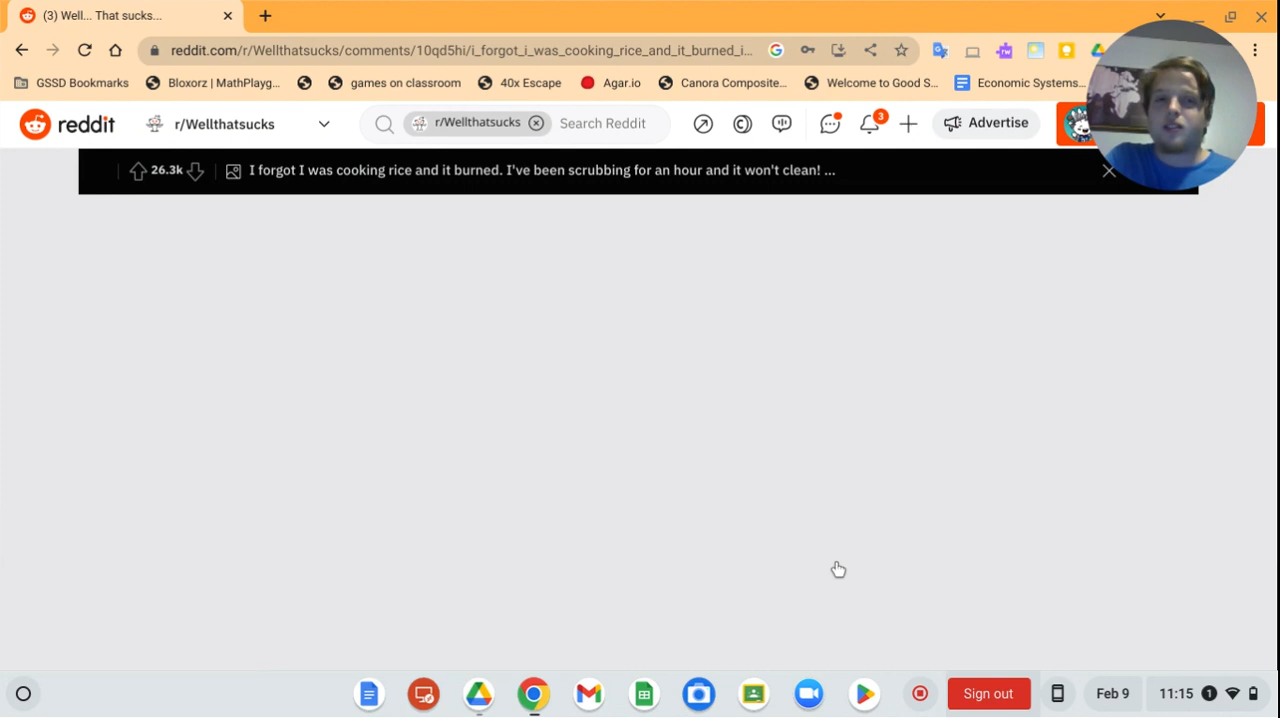 (3) Well... That sucks...
reddit.com/r/Wellthatsucks/comments/10qd5hi/i_forgot_i_was_cooking_rice_and_it_burned_i...
GSSD Bookmarks Bloxorz | MathPlayg... games on classroom 40x Escape Agar.io Canora Composite... Welcome to Good S... Economic Systems...
reddit r/Wellthatsucks r/Wellthatsucks Search Reddit 3 Advertise
26.3k I forgot I was cooking rice and it burned. I've been scrubbing for an hour and it won't clean! ...
Sign out Feb 9 11:15 1